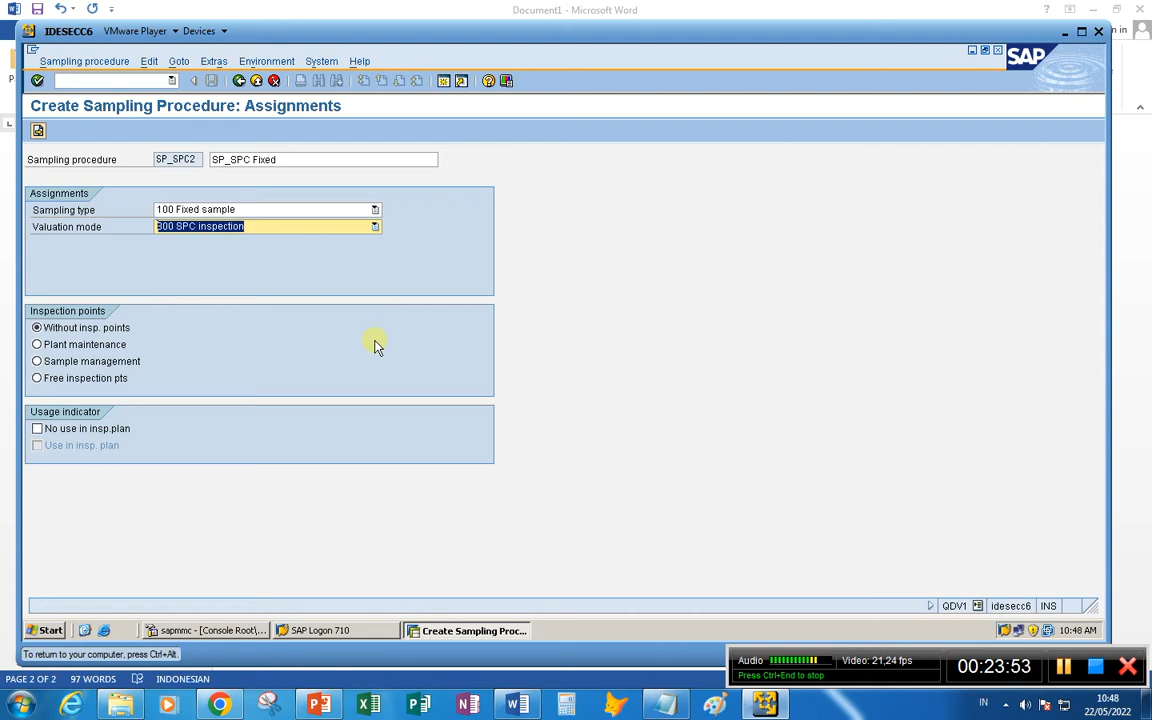 Document1 - Microsoft Word
IDESECC6 VMware Player Devices
n in
Sampling procedure Edit Goto Extras Environment System Help
SAP
Create Sampling Procedure: Assignments
Sampling procedure SP_SPC2 SP_SPC Fixed
Assignments
Sampling type 100 Fixed sample
Valuation mode 800 SPC inspection
Inspection points
Without insp. points
Plant maintenance
Sample management
Free inspection pts
Usage indicator
No use in insp.plan
Use in insp. plan
QDV1 idesecc6 INS
Start sapmmc - [Console Root\... SAP Logon 710 Create Sampling Proc... 10:48 AM
To return to your computer, press Ctrl+Alt.
Audio Video: 21,24 fps
Press Ctrl+End to stop
00:23:53
PAGE 2 OF 2 97 WORDS INDONESIAN
IN 10:48
22/05/2022